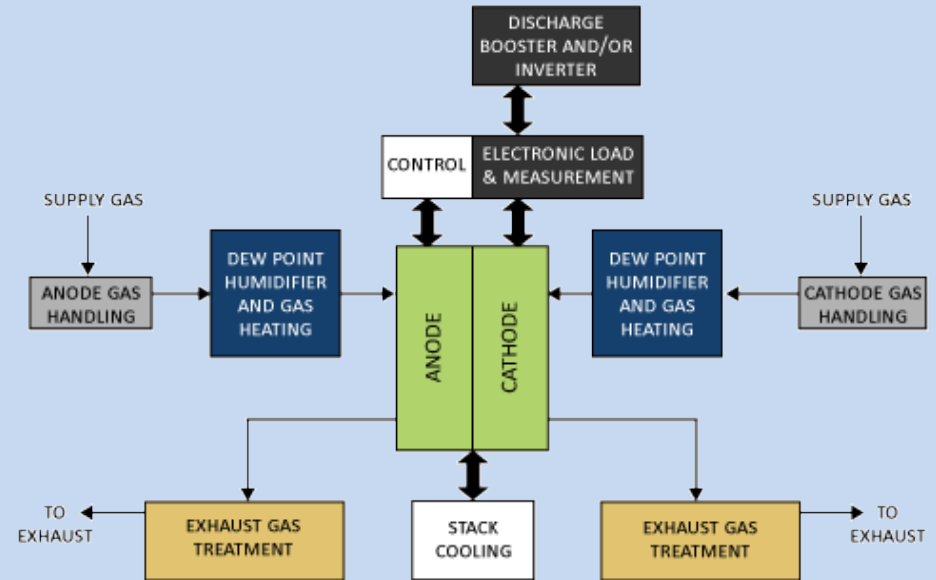 DISCHARGE
BOOSTER AND/OR
INVERTER
CONTROL
ELECTRONIC LOAD
& MEASUREMENT
SUPPLY GAS
SUPPLY GAS
ANODE GAS
HANDLING
DEW POINT
HUMIDIFIER
AND GAS
HEATING
ANODE
CATHODE
DEW POINT
HUMIDIFIER
AND GAS
HEATING
CATHODE GAS
HANDLING
TO
EXHAUST
EXHAUST GAS
TREATMENT
STACK
COOLING
EXHAUST GAS
TREATMENT
TO
EXHAUST